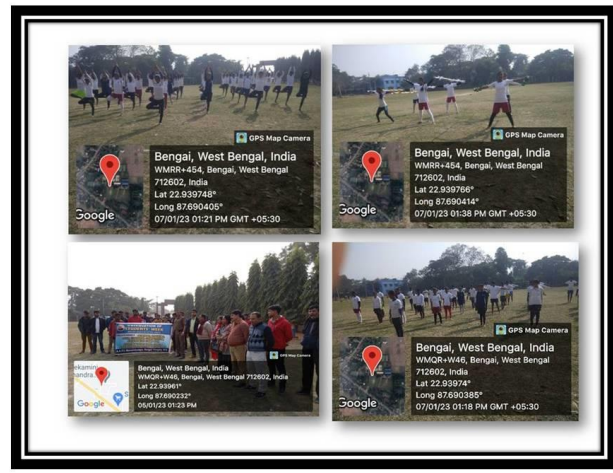 GPS Map Camera
Bengai, West Bengal, India
WMRR+454, Bengai, West Bengal
712602, India
Lat 22.939748°
Long 87.690405°
07/01/23 01:21 PM GMT +05:30
Google
GPS Map Camera
Bengai, West Bengal, India
WMRR+454, Bengai, West Bengal
712602, India
Lat 22.939766°
Long 87.690414°
07/01/23 01:38 PM GMT +05:30
Google
CELEBRATION OF
STUDENTS' WEEK
GPS Map Camera
Bengai, West Bengal, India
WMQR+W46, Bengai, West Bengal 712602, India
Lat 22.93961°
Long 87.690232°
05/01/23 01:23 PM
ekamin
andra
Google
GPS Map Camera
Bengai, West Bengal, India
WMQR+W46, Bengai, West Bengal
712602, India
Lat 22.93974°
Long 87.690385°
07/01/23 01:18 PM GMT +05:30
Google